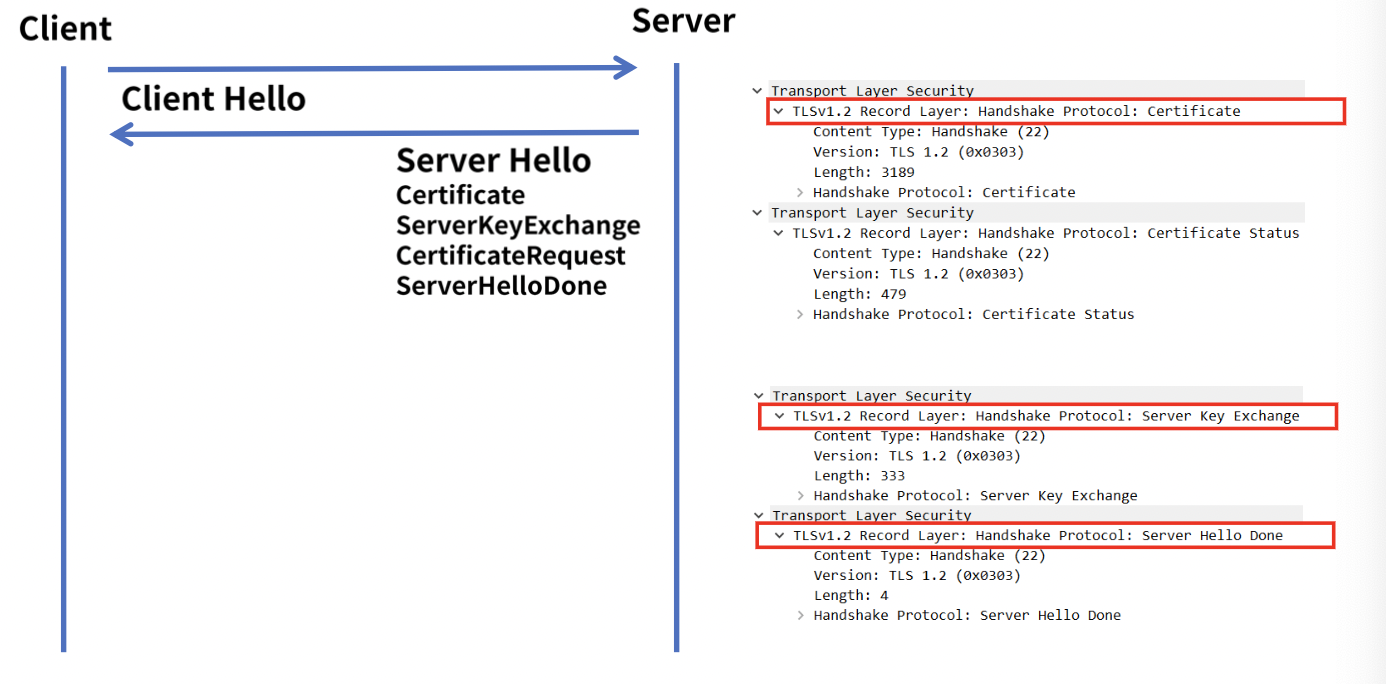 Client
Server
Client Hello
Server Hello
Certificate
ServerKeyExchange
CertificateRequest
ServerHelloDone
Transport Layer Security
TLSv1.2 Record Layer: Handshake Protocol: Certificate
Content Type: Handshake (22)
Version: TLS 1.2 (0x0303)
Length: 3189
Handshake Protocol: Certificate
Transport Layer Security
TLSv1.2 Record Layer: Handshake Protocol: Certificate Status
Content Type: Handshake (22)
Version: TLS 1.2 (0x0303)
Length: 479
Handshake Protocol: Certificate Status
Transport Layer Security
TLSv1.2 Record Layer: Handshake Protocol: Server Key Exchange
Content Type: Handshake (22)
Version: TLS 1.2 (0x0303)
Length: 333
Handshake Protocol: Server Key Exchange
Transport Layer Security
TLSv1.2 Record Layer: Handshake Protocol: Server Hello Done
Content Type: Handshake (22)
Version: TLS 1.2 (0x0303)
Length: 4
Handshake Protocol: Server Hello Done